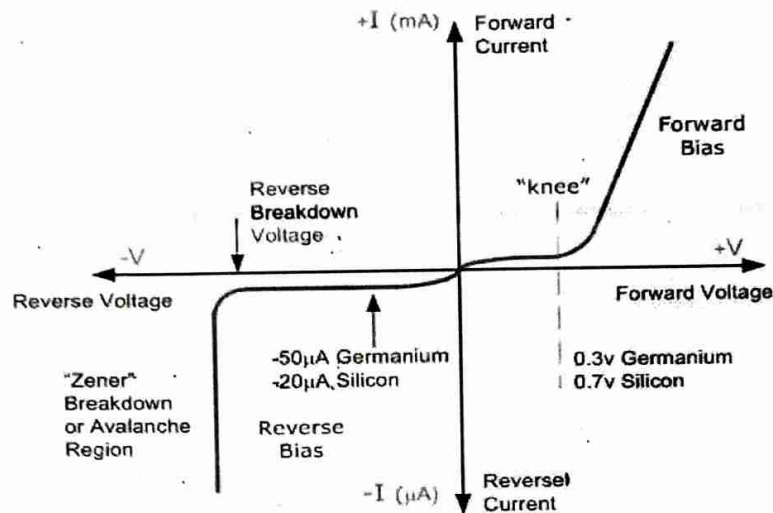 +I (mA)
Forward
Current
Forward
Bias
"knee"
Reverse
Breakdown
Voltage
-V
+V
Reverse Voltage
Forward Voltage
-50μA Germanium
-20μA Silicon
0.3v Germanium
0.7v Silicon
"Zener"
Breakdown
or Avalanche
Region
Reverse
Bias
-I (μA)
Reversel
Current